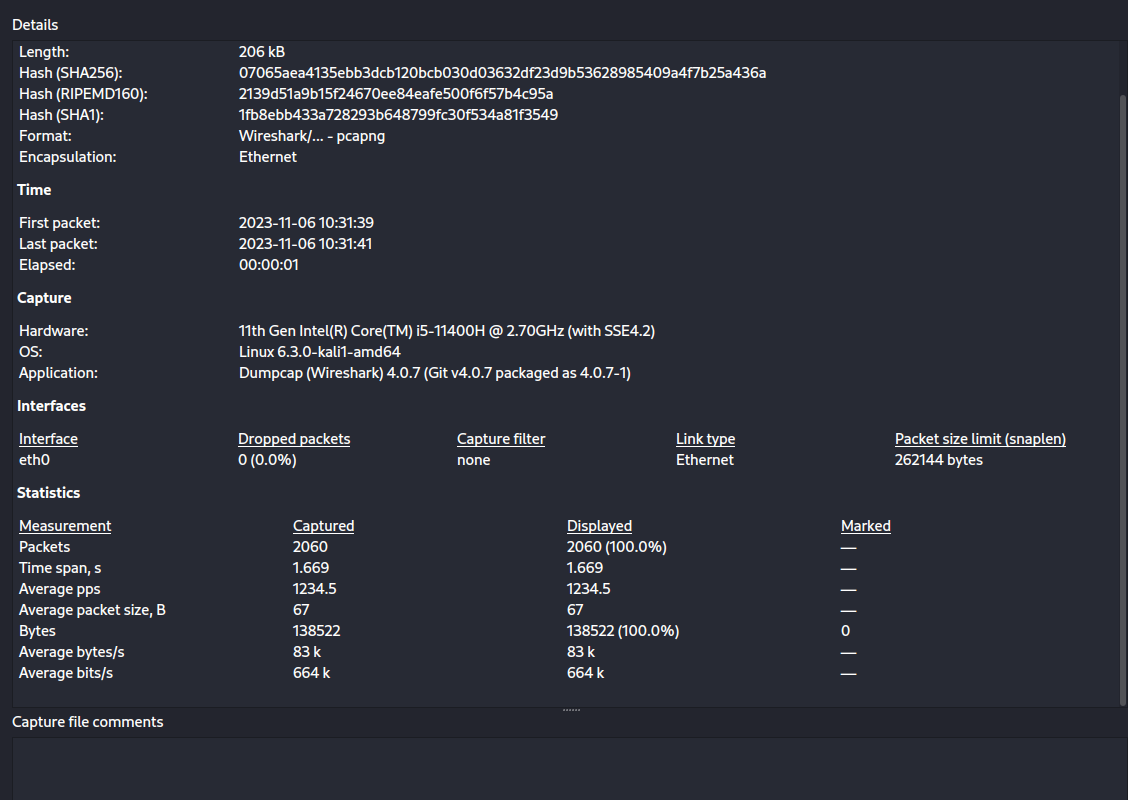 Details
Length: 206 kB
Hash (SHA256): 07065aea4135ebb3dcb120bcb030d03632df23d9b53628985409a4f7b25a436a
Hash (RIPEMD160): 2139d51a9b15f24670ee84eafe500f6f57b4c95a
Hash (SHA1): 1fb8ebb433a728293b648799fc30f534a81f3549
Format: Wireshark/... - pcapng
Encapsulation: Ethernet
Time
First packet: 2023-11-06 10:31:39
Last packet: 2023-11-06 10:31:41
Elapsed: 00:00:01
Capture
Hardware: 11th Gen Intel(R) Core(TM) i5-11400H @ 2.70GHz (with SSE4.2)
OS: Linux 6.3.0-kali1-amd64
Application: Dumpcap (Wireshark) 4.0.7 (Git v4.0.7 packaged as 4.0.7-1)
Interfaces
Interface Dropped packets Capture filter Link type Packet size limit (snaplen)
eth0 0 (0.0%) none Ethernet 262144 bytes
Statistics
Measurement Captured Displayed Marked
Packets 2060 2060 (100.0%) —
Time span, s 1.669 1.669 —
Average pps 1234.5 1234.5 —
Average packet size, B 67 67 —
Bytes 138522 138522 (100.0%) 0
Average bytes/s 83 k 83 k —
Average bits/s 664 k 664 k —
Capture file comments